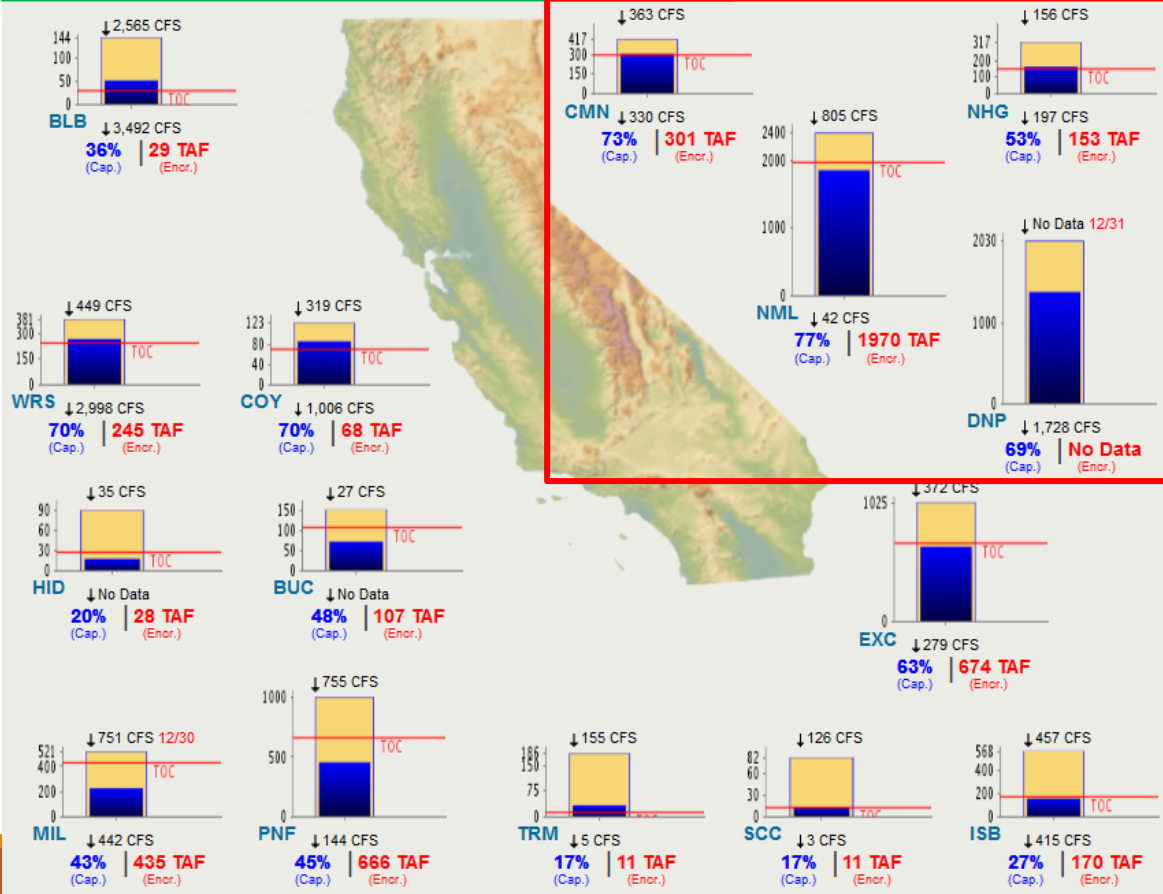 ↓2,565 CFS
144
100
50
0
TOC
BLB
↓3,492 CFS
36% | 29 TAF
(Cap.) (Encr.)
↓363 CFS
417
300
150
0
TOC
CMN
↓330 CFS
73% | 301 TAF
(Cap.) (Encr.)
↓156 CFS
317
200
100
0
TOC
NHG
↓197 CFS
53% | 153 TAF
(Cap.) (Encr.)
↓805 CFS
2400
2000
1000
0
TOC
NML
↓42 CFS
77% | 1970 TAF
(Cap.) (Encr.)
↓No Data 12/31
2030
1000
0
DNP
↓1,728 CFS
69% | No Data
(Cap.) (Encr.)
↓449 CFS
381
300
150
0
TOC
WRS
↓2,998 CFS
70% | 245 TAF
(Cap.) (Encr.)
↓319 CFS
123
80
40
0
TOC
COY
↓1,006 CFS
70% | 68 TAF
(Cap.) (Encr.)
↓35 CFS
90
60
30
0
TOC
HID
↓No Data
20% | 28 TAF
(Cap.) (Encr.)
↓27 CFS
150
100
50
0
TOC
BUC
↓No Data
48% | 107 TAF
(Cap.) (Encr.)
↓372 CFS
1025
0
TOC
EXC
↓279 CFS
63% | 674 TAF
(Cap.) (Encr.)
↓751 CFS 12/30
521
400
200
0
TOC
MIL
↓442 CFS
43% | 435 TAF
(Cap.) (Encr.)
↓755 CFS
1000
500
0
TOC
PNF
↓144 CFS
45% | 666 TAF
(Cap.) (Encr.)
↓155 CFS
186
150
75
0
TRM
↓5 CFS
17% | 11 TAF
(Cap.) (Encr.)
↓126 CFS
82
60
30
0
TOC
SCC
↓3 CFS
17% | 11 TAF
(Cap.) (Encr.)
↓457 CFS
568
400
200
0
TOC
ISB
↓415 CFS
27% | 170 TAF
(Cap.) (Encr.)